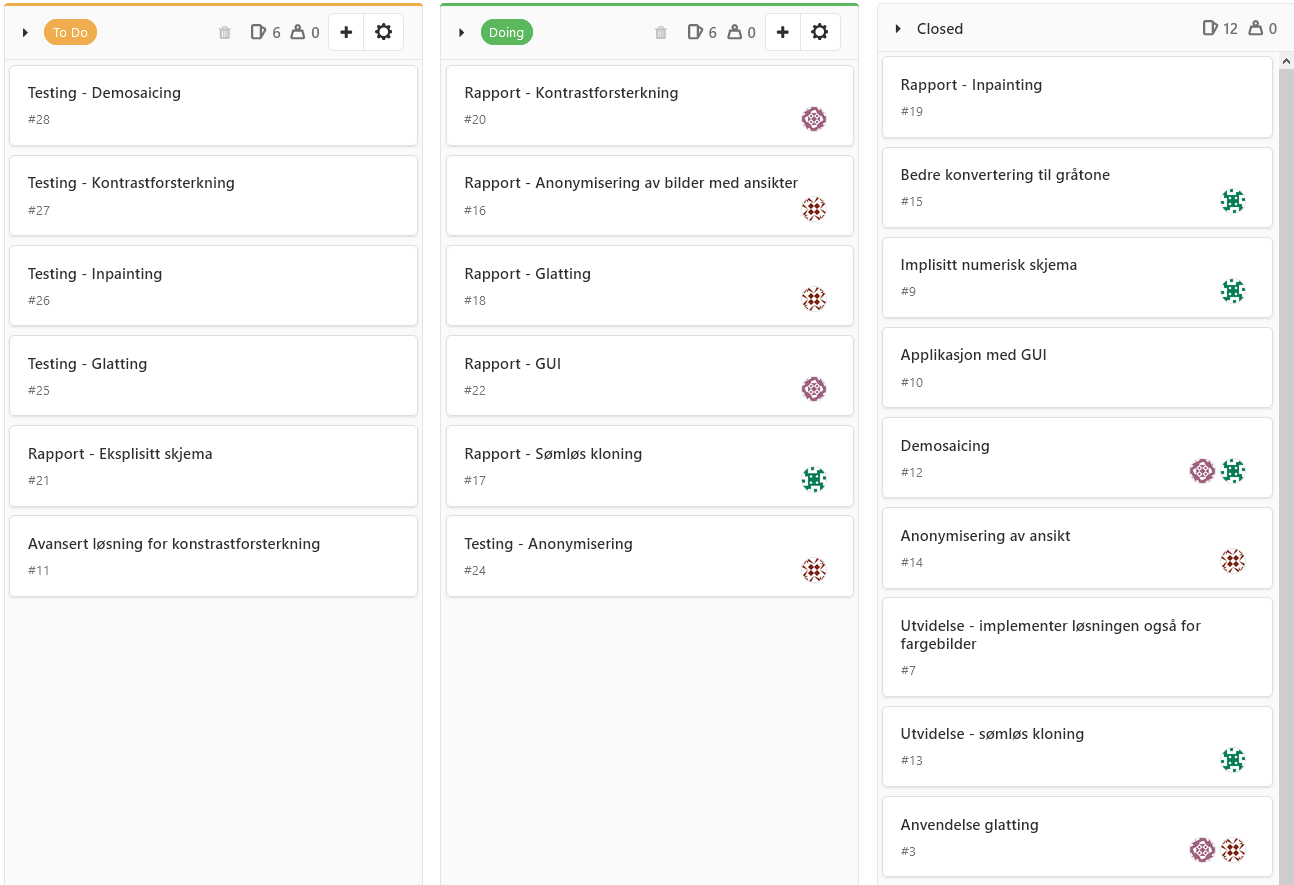 To Do
6
0
Testing - Demosaicing
#28
Testing - Kontrastforsterkning
#27
Testing - Inpainting
#26
Testing - Glatting
#25
Rapport - Eksplisitt skjema
#21
Avansert løsning for konstrastforsterkning
#11
Doing
6
0
Rapport - Kontrastforsterkning
#20
Rapport - Anonymisering av bilder med ansikter
#16
Rapport - Glatting
#18
Rapport - GUI
#22
Rapport - Sømløs kloning
#17
Testing - Anonymisering
#24
Closed
12
0
Rapport - Inpainting
#19
Bedre konvertering til gråtone
#15
Implisitt numerisk skjema
#9
Applikasjon med GUI
#10
Demosaicing
#12
Anonymisering av ansikt
#14
Utvidelse - implementer løsningen også for
fargebilder
#7
Utvidelse - sømløs kloning
#13
Anvendelse glatting
#3